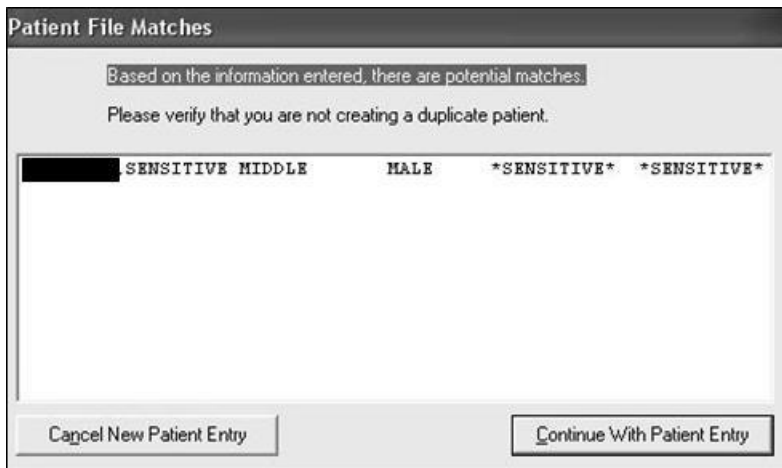 Patient File Matches
Based on the information entered, there are potential matches.
Please verify that you are not creating a duplicate patient.
,SENSITIVE MIDDLE MALE *SENSITIVE* *SENSITIVE*
Cancel New Patient Entry
Continue With Patient Entry